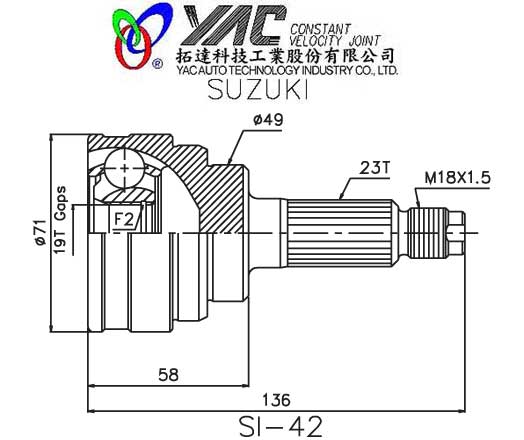 YAC CONSTANT
VELOCITY JOINT
®
拓達科技工業股份有限公司
YAC AUTO TECHNOLOGY INDUSTRY CO., LTD.
SUZUKI
ø49
23T
M18X1.5
ø71
19T Gops
F2
58
136
SI-42